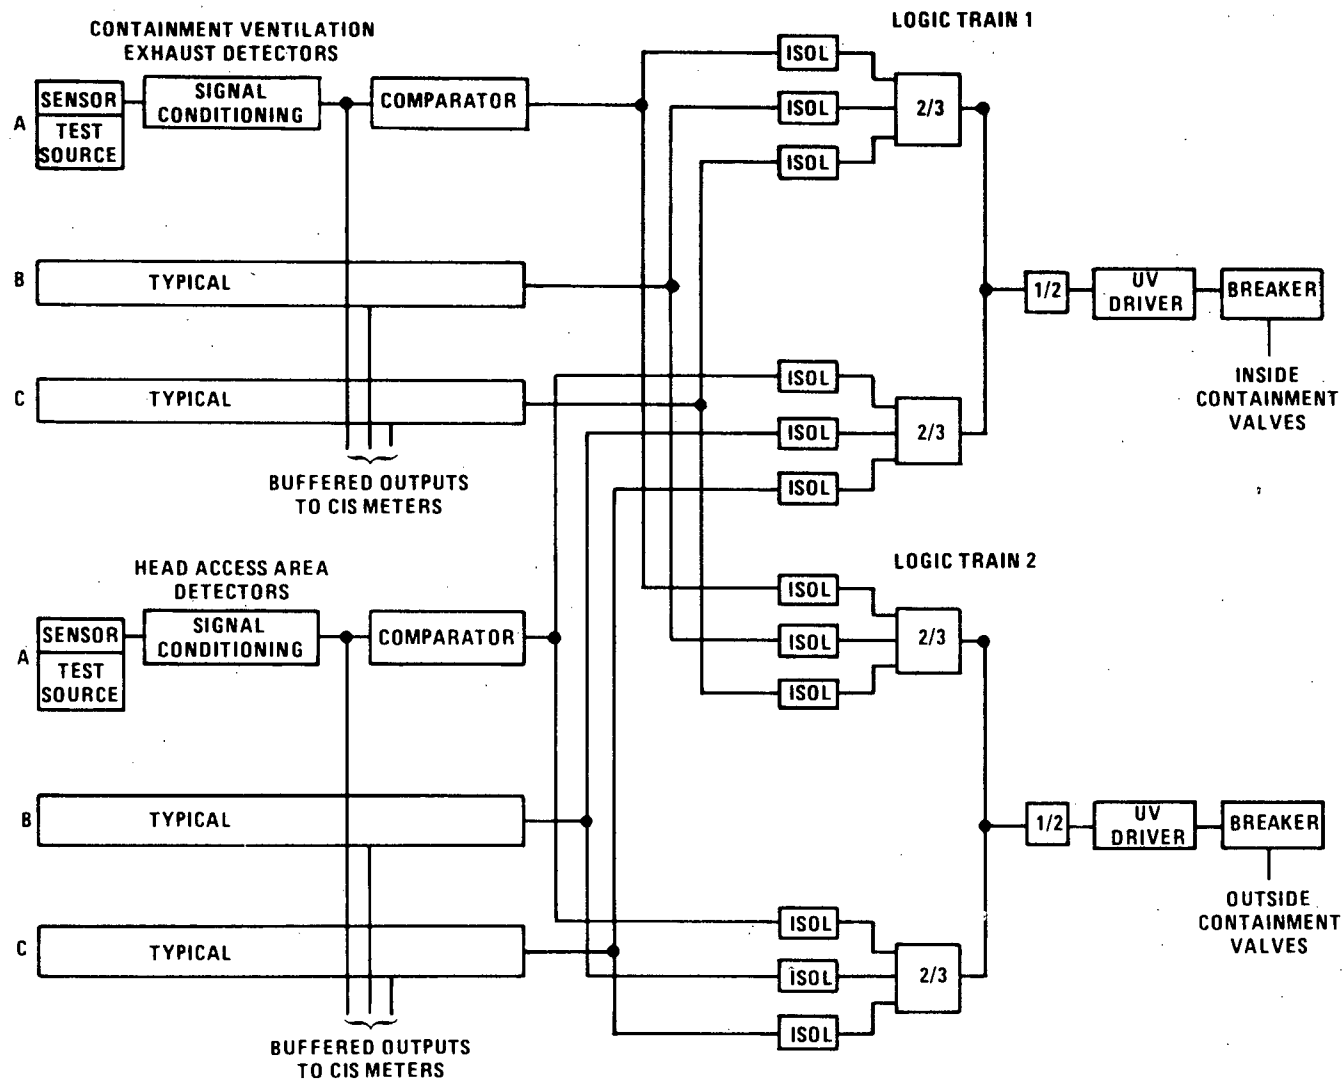 LOGIC TRAIN 1
CONTAINMENT VENTILATION
EXHAUST DETECTORS
A
SENSOR
TEST
SOURCE
SIGNAL
CONDITIONING
COMPARATOR
ISOL
ISOL
ISOL
2/3
B
TYPICAL
C
TYPICAL
BUFFERED OUTPUTS
TO CIS METERS
1/2
UV
DRIVER
BREAKER
INSIDE
CONTAINMENT
VALVES
ISOL
ISOL
ISOL
2/3
HEAD ACCESS AREA
DETECTORS
A
SENSOR
TEST
SOURCE
SIGNAL
CONDITIONING
COMPARATOR
LOGIC TRAIN 2
ISOL
ISOL
ISOL
2/3
B
TYPICAL
C
TYPICAL
BUFFERED OUTPUTS
TO CIS METERS
1/2
UV
DRIVER
BREAKER
OUTSIDE
CONTAINMENT
VALVES
ISOL
ISOL
ISOL
2/3